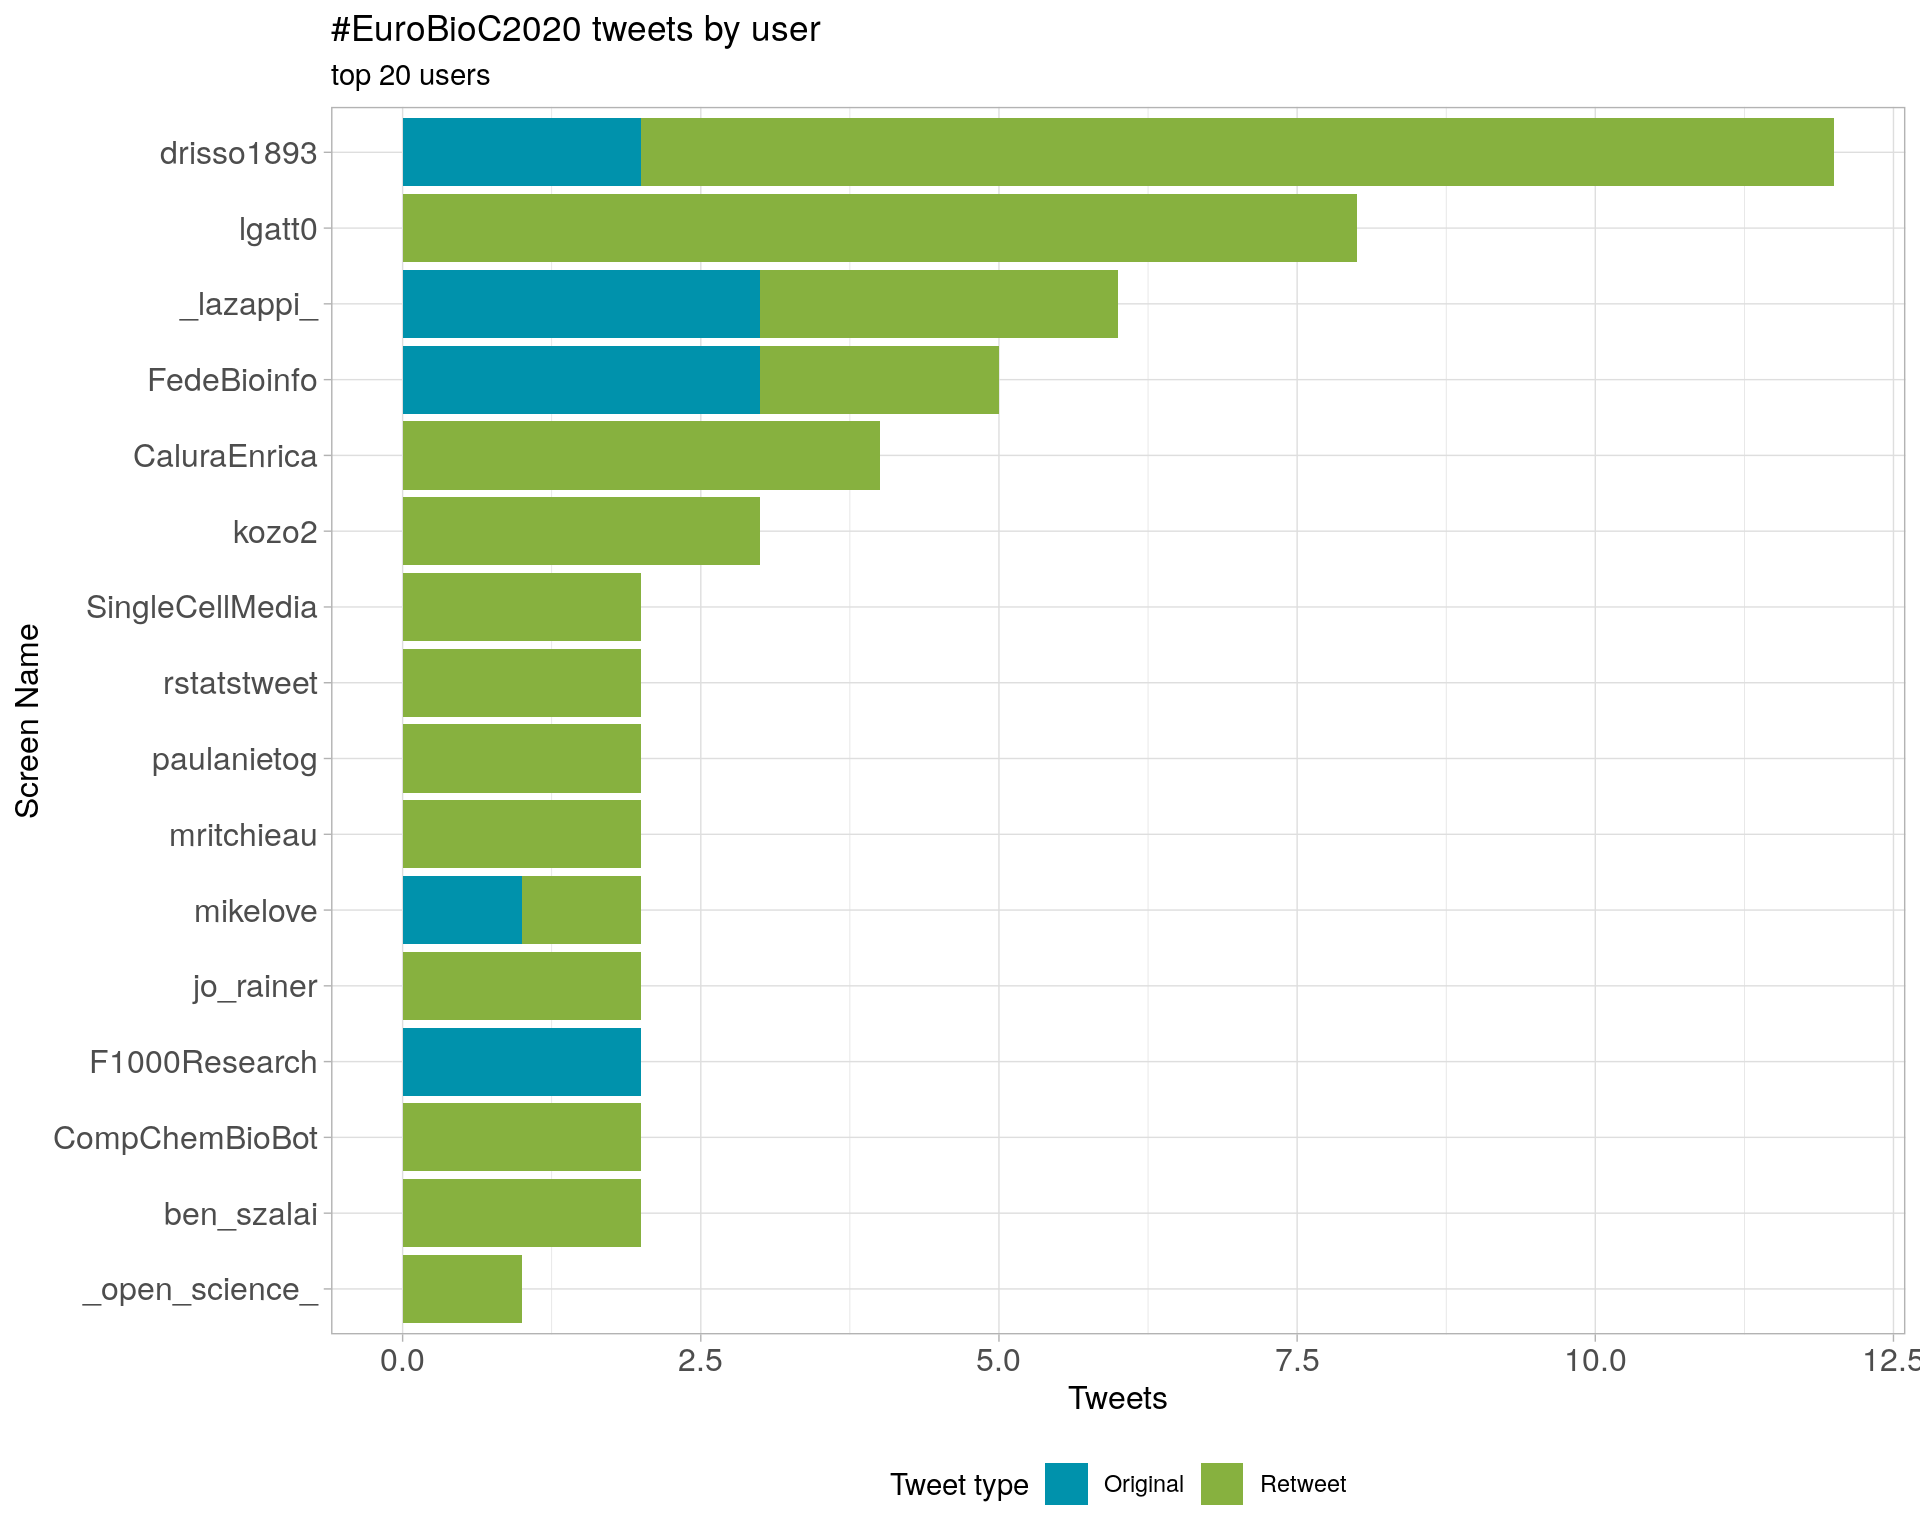 #EuroBioC2020 tweets by user
top 20 users
drisso1893
lgatt0
_lazappi_
FedeBioinfo
CaluraEnrica
kozo2
SingleCellMedia
rstatstweet
paulanietog
mritchieau
mikelove
jo_rainer
F1000Research
CompChemBioBot
ben_szalai
_open_science_
Screen Name
0.0 2.5 5.0 7.5 10.0 12.5
Tweets
Tweet type Original Retweet